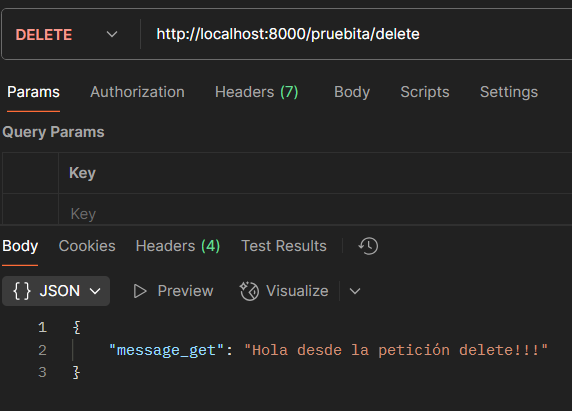 DELETE http://localhost:8000/pruebita/delete
Params Authorization Headers (7) Body Scripts Settings
Query Params
Key
Key
Body Cookies Headers (4) Test Results
{} JSON Preview Visualize
1 {
2 "message_get": "Hola desde la petición delete!!!"
3 }